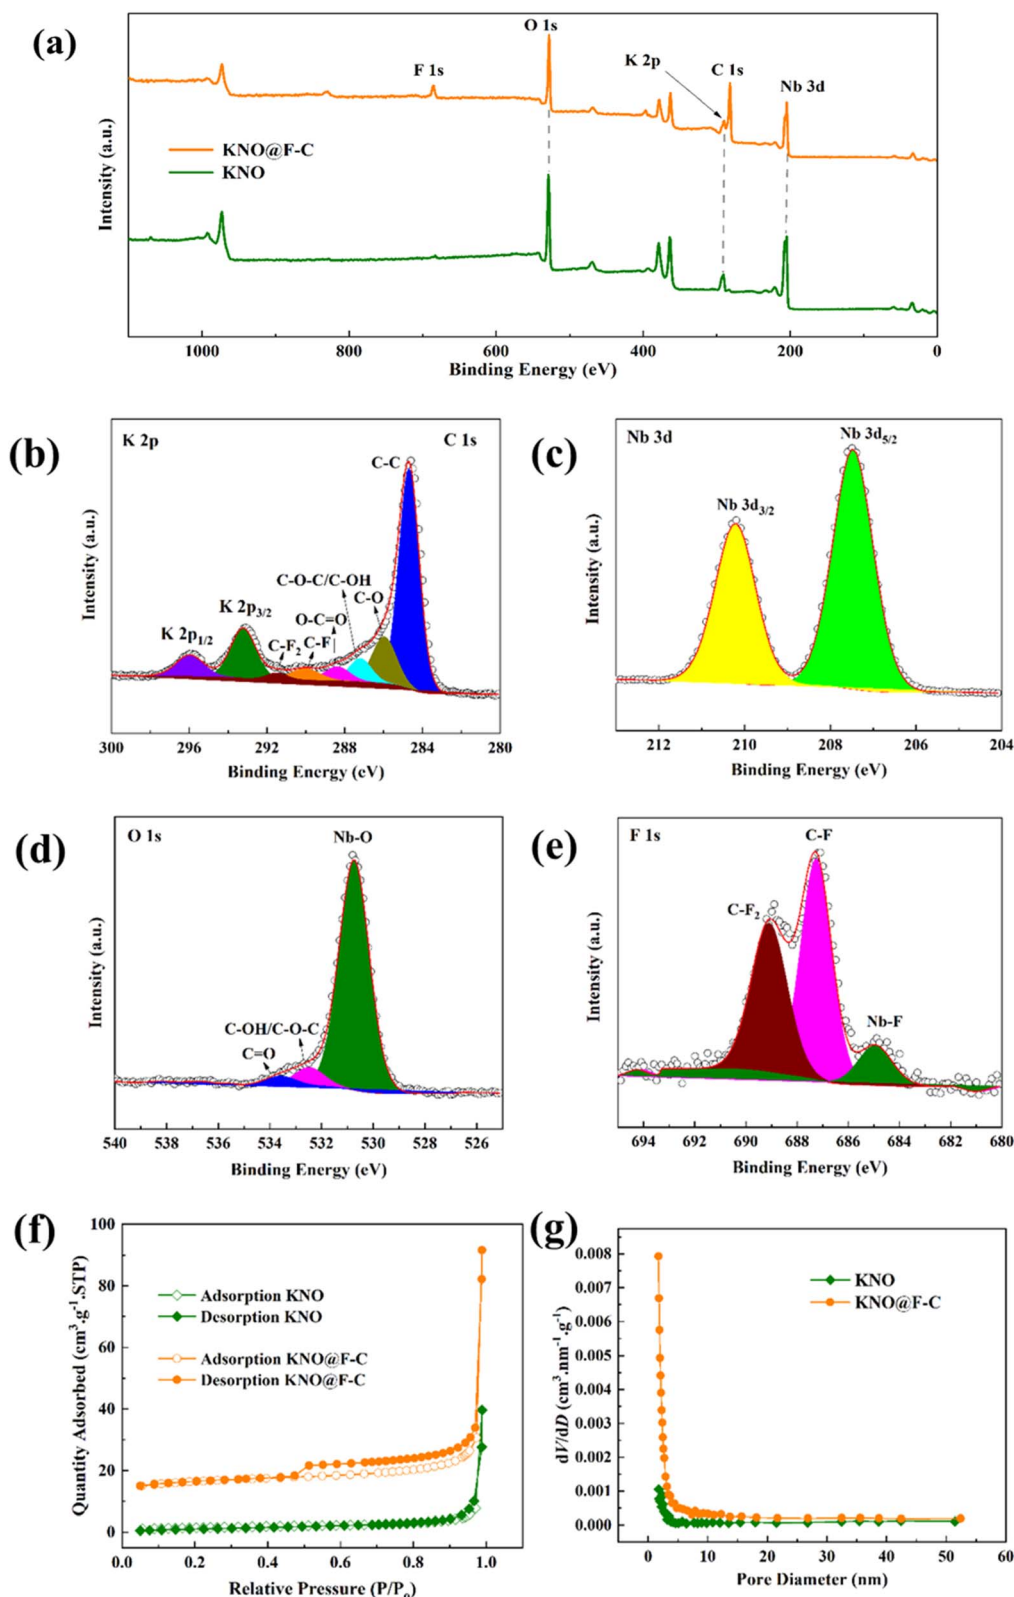 (a)
O 1s
F 1s
K 2p
C 1s
Nb 3d
KNO@F-C
KNO
Intensity (a.u.)
1000 800 600 400 200 0
Binding Energy (eV)
(b)
K 2p
C 1s
C-C
C-O-C/C-OH
C-O
O-C=O
K 2p3/2
K 2p1/2
C-F2
C-F
Intensity (a.u.)
300 296 292 288 284 280
Binding Energy (eV)
(c)
Nb 3d
Nb 3d5/2
Nb 3d3/2
Intensity (a.u.)
212 210 208 206 204
Binding Energy (eV)
(d)
O 1s
Nb-O
C-OH/C-O-C
C=O
Intensity (a.u.)
540 538 536 534 532 530 528 526
Binding Energy (eV)
(e)
F 1s
C-F
C-F2
Nb-F
Intensity (a.u.)
694 692 690 688 686 684 682 680
Binding Energy (eV)
(f)
100
80
60
40
20
0
Quantity Adsorbed (cm³.g⁻¹.STP)
Adsorption KNO
Desorption KNO
Adsorption KNO@F-C
Desorption KNO@F-C
0.0 0.2 0.4 0.6 0.8 1.0
Relative Pressure (P/P₀)
(g)
0.008
0.007
0.006
0.005
0.004
0.003
0.002
0.001
0.000
dV/dD (cm³.nm⁻¹.g⁻¹)
KNO
KNO@F-C
0 10 20 30 40 50 60
Pore Diameter (nm)